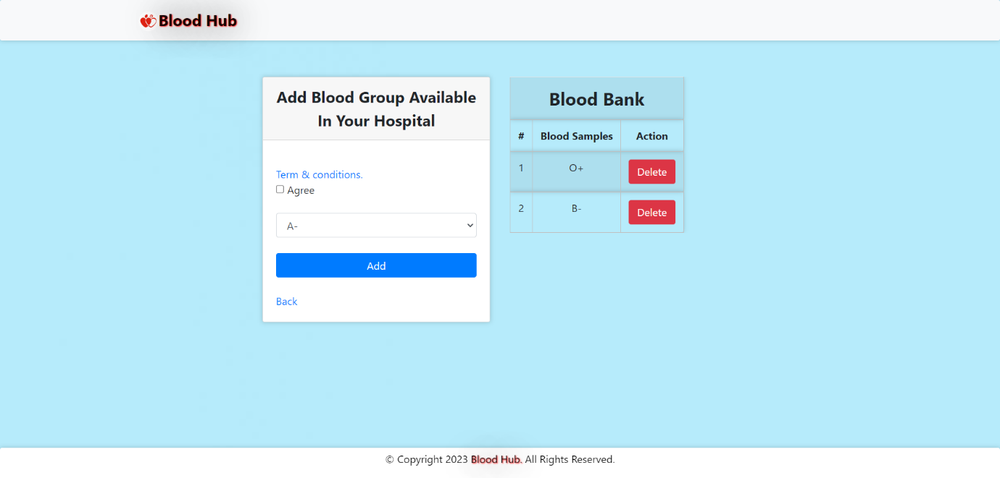 Blood Hub
Add Blood Group Available
In Your Hospital
Term & conditions.
Agree
A-
Add
Back
Blood Bank
# Blood Samples Action
1 O+ Delete
2 B- Delete
© Copyright 2023 Blood Hub. All Rights Reserved.